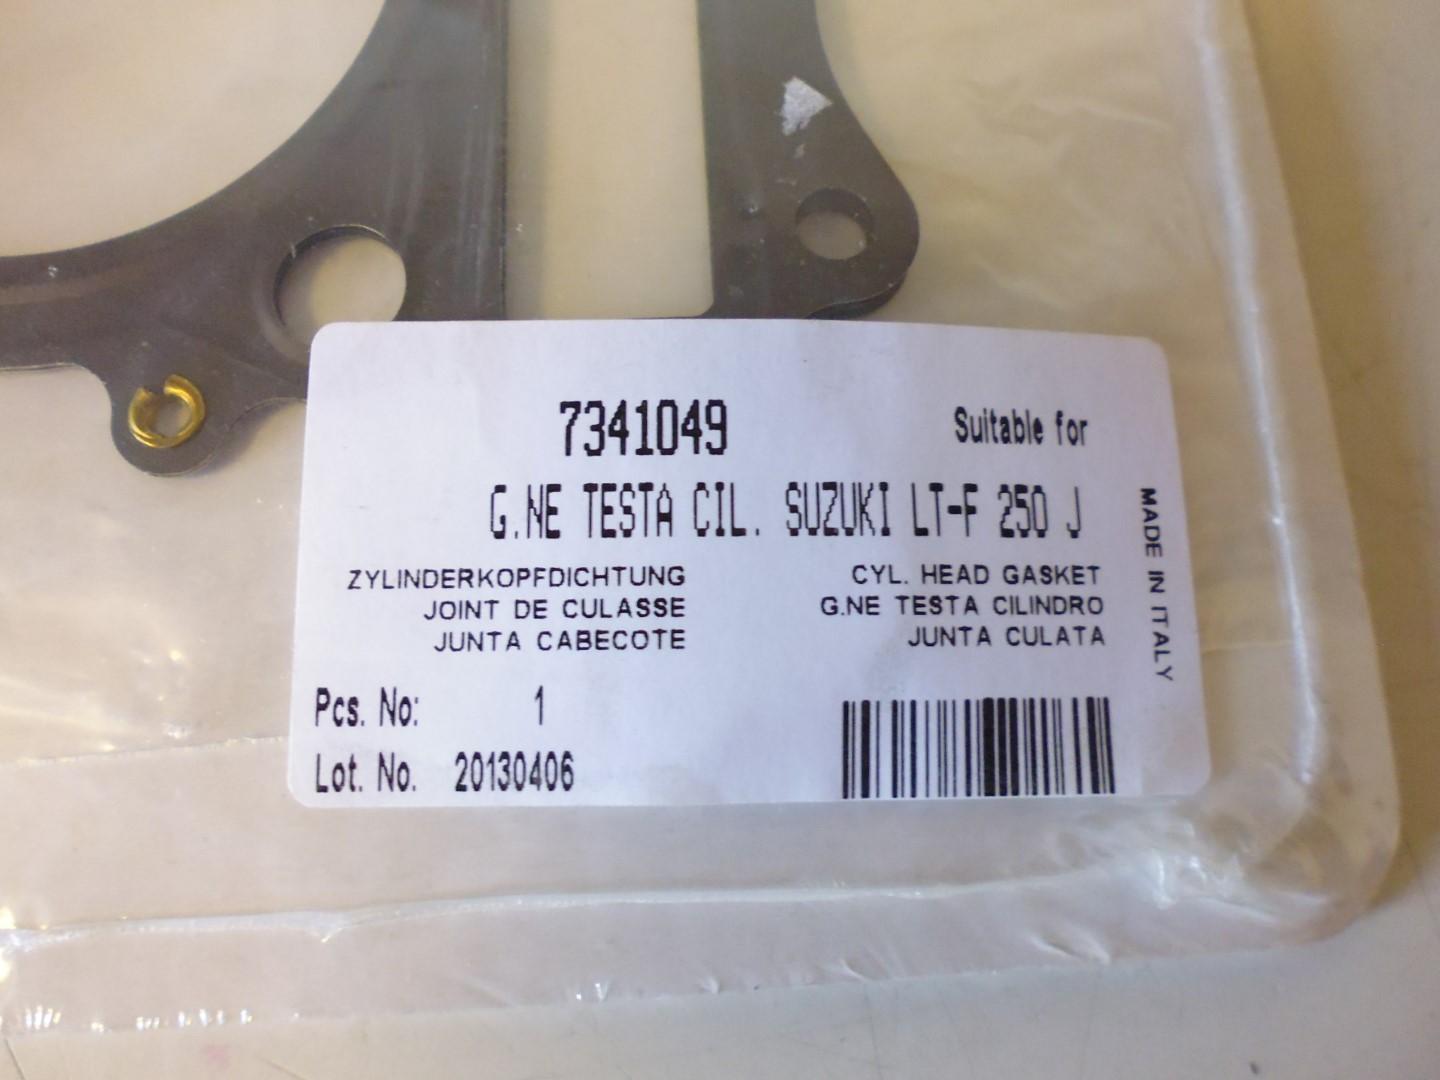 7341049
Suitable for
G.NE TESTA CIL. SUZUKI LT-F 250 J
ZYLINDERKOPFDICHTUNG
JOINT DE CULASSE
JUNTA CABECOTE
CYL. HEAD GASKET
G.NE TESTA CILINDRO
JUNTA CULATA
MADE IN ITALY
Pcs. No: 1
Lot. No. 20130406